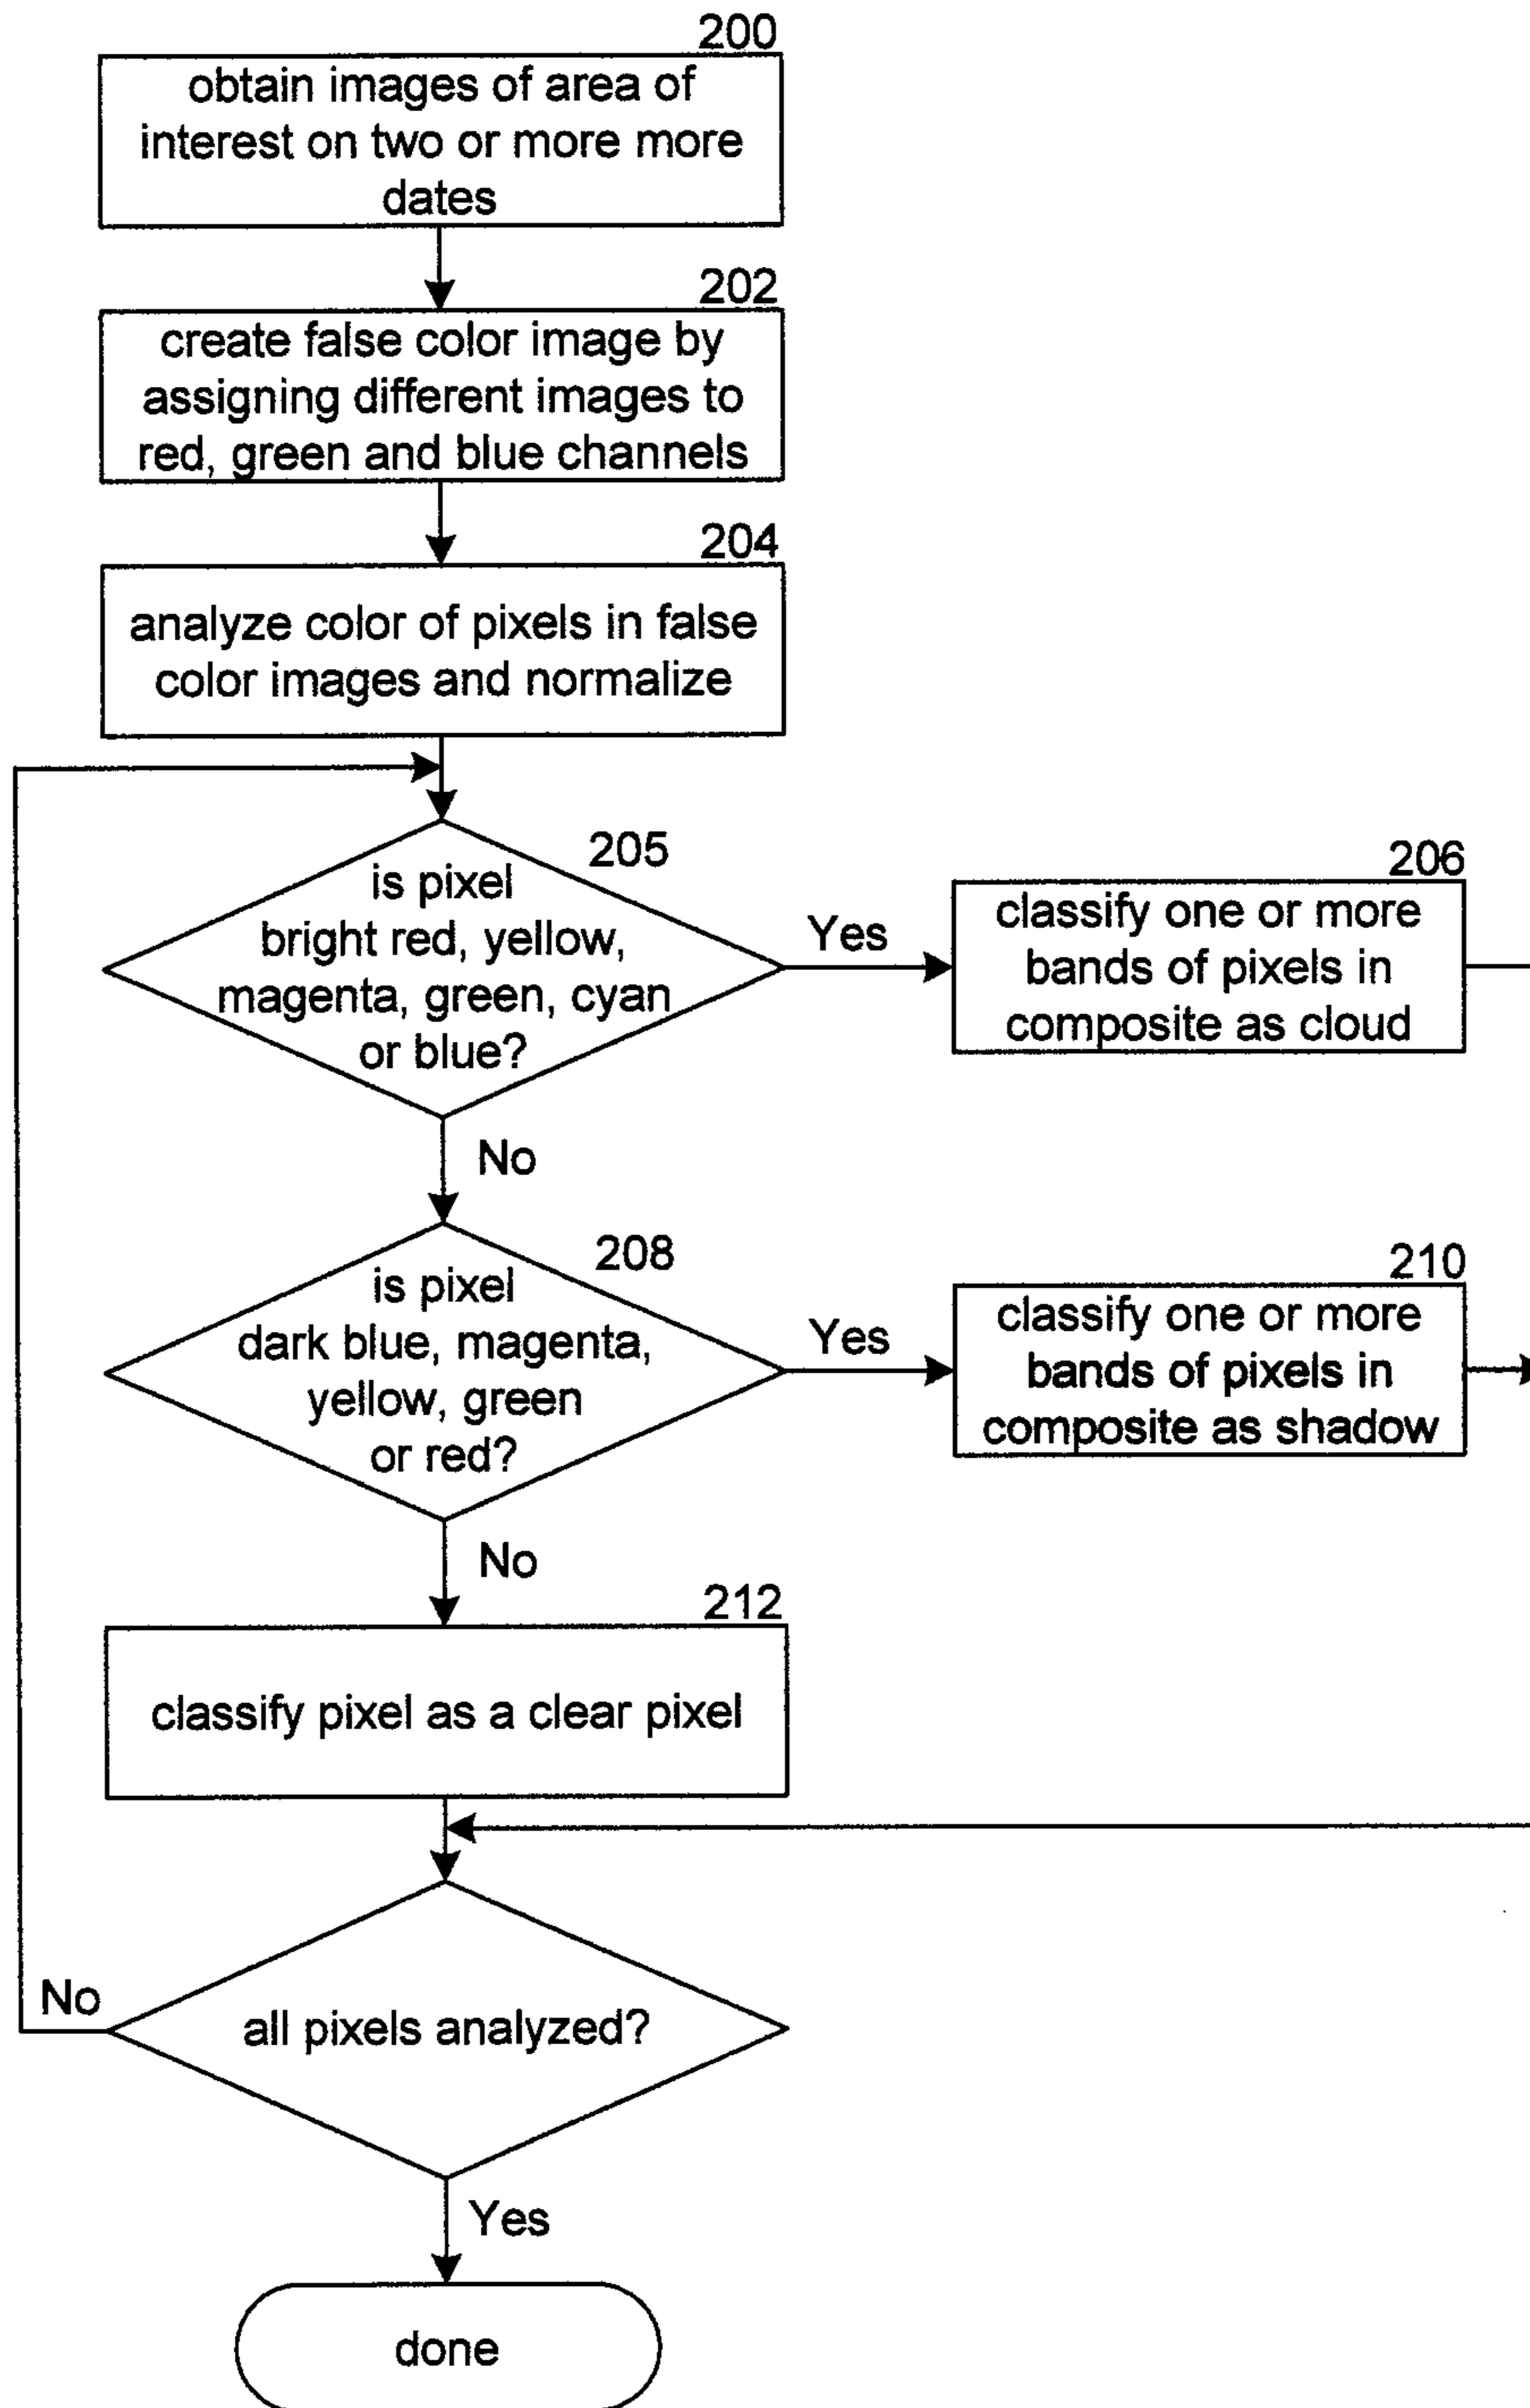 200
obtain images of area of
interest on two or more more
dates
202
create false color image by
assigning different images to
red, green and blue channels
204
analyze color of pixels in false
color images and normalize
205
is pixel
bright red, yellow,
magenta, green, cyan
or blue?
Yes
206
classify one or more
bands of pixels in
composite as cloud
No
208
is pixel
dark blue, magenta,
yellow, green
or red?
Yes
210
classify one or more
bands of pixels in
composite as shadow
No
212
classify pixel as a clear pixel
No
all pixels analyzed?
Yes
done